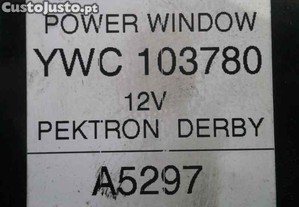 Custojusto.pt
POWER WINDOW
YWC 103780
12V
PEKTRON DERBY
A5297